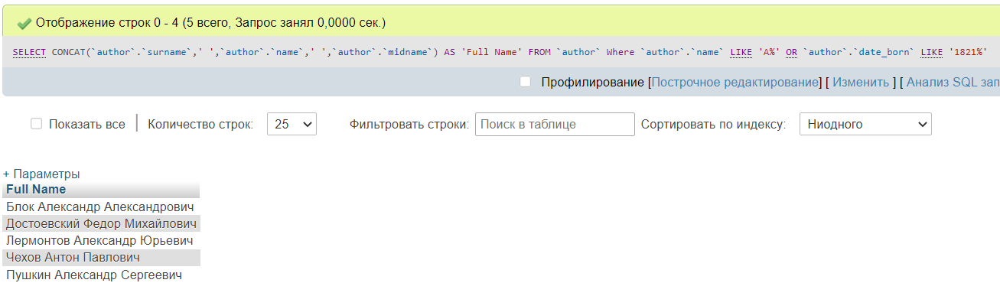 Отображение строк 0 - 4 (5 всего, Запрос занял 0,0000 сек.)
SELECT CONCAT(`author`.`surname`,' ',`author`.`name`,' ',`author`.`midname`) AS 'Full Name' FROM `author` Where `author`.`name` LIKE 'А%' OR `author`.`date_born` LIKE '1821%'
Профилирование [Построчное редактирование] [ Изменить ] [ Анализ SQL зап
Показать все | Количество строк: 25 Фильтровать строки: Поиск в таблице Сортировать по индексу: Ниодного
+ Параметры
Full Name
Блок Александр Александрович
Достоевский Федор Михайлович
Лермонтов Александр Юрьевич
Чехов Антон Павлович
Пушкин Александр Сергеевич